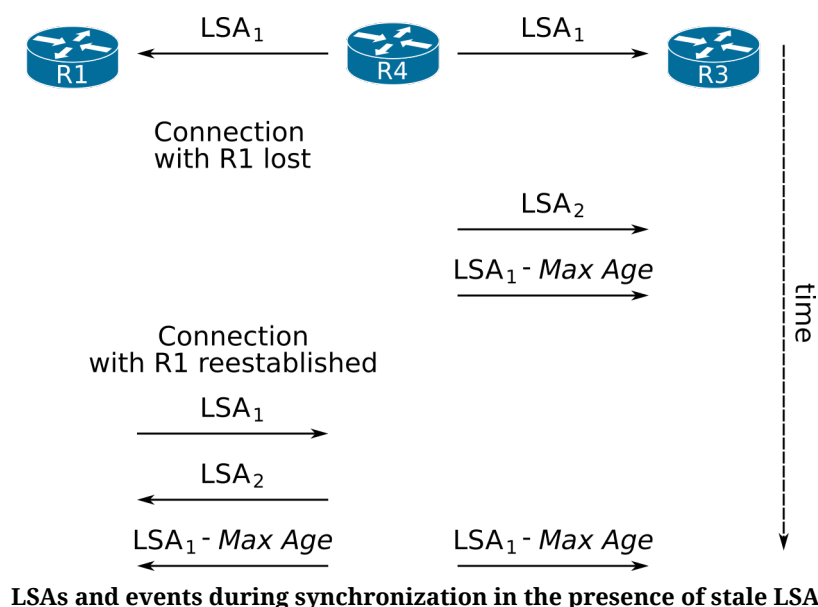 LSA₁ LSA₁
R1 R4 R3
Connection
with R1 lost
LSA₂
LSA₁ - Max Age
time
Connection
with R1 reestablished
LSA₁
LSA₂
LSA₁ - Max Age LSA₁ - Max Age
LSAs and events during synchronization in the presence of stale LSA